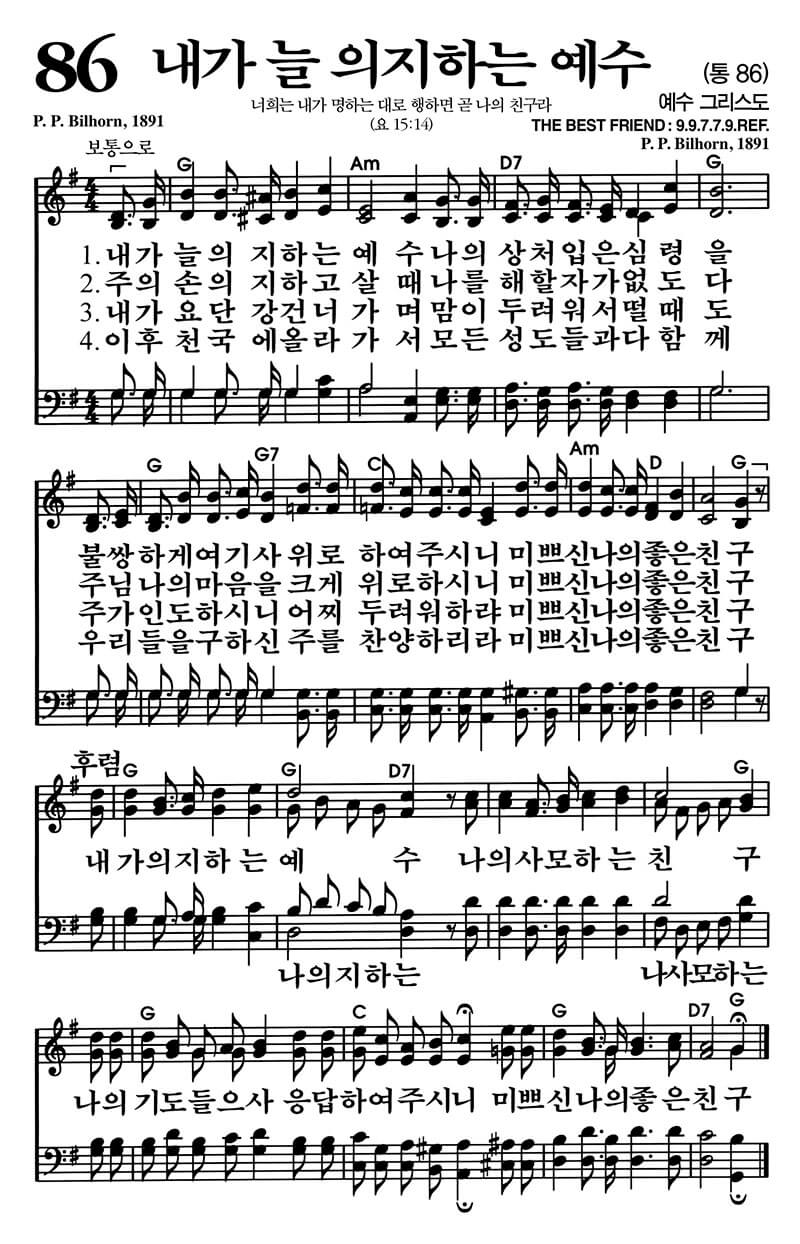 86 내가 늘 의지하는 예수 (통 86)
너희는 내가 명하는 대로 행하면 곧 나의 친구라 예수 그리스도
P. P. Bilhorn, 1891 (요 15:14) THE BEST FRIEND : 9.9.7.7.9.REF.
P. P. Bilhorn, 1891
보통으로
G Am D7 G
4 4
1. 내가 늘의 지하는 예 수나의 상처입은심 령을
2. 주의 손의 지하고 살 때나를 해할자가없 도다
3. 내가 요단 강건너 가 며맘이 두려워서떨 때도
4. 이후 천국 에올라 가 서모든 성도들과다 함께
4 4
G G7 C Am D G
불쌍하게여기사 위로 하여주시니 미쁘신나의좋은친구
주님나의마음을크게 위로하시니 미쁘신나의좋은친구
주가인도하시니어찌 두려워하랴 미쁘신나의좋은친구
우리들을구하신주를 찬양하리라 미쁘신나의좋은친구
후렴 G G D7 G
내가의지하는예 수 나의사모하는친 구
나의지하는 나사모하는
G C G D7 G
나의기도들으사 응답하여주시니 미쁘신나의좋은친구